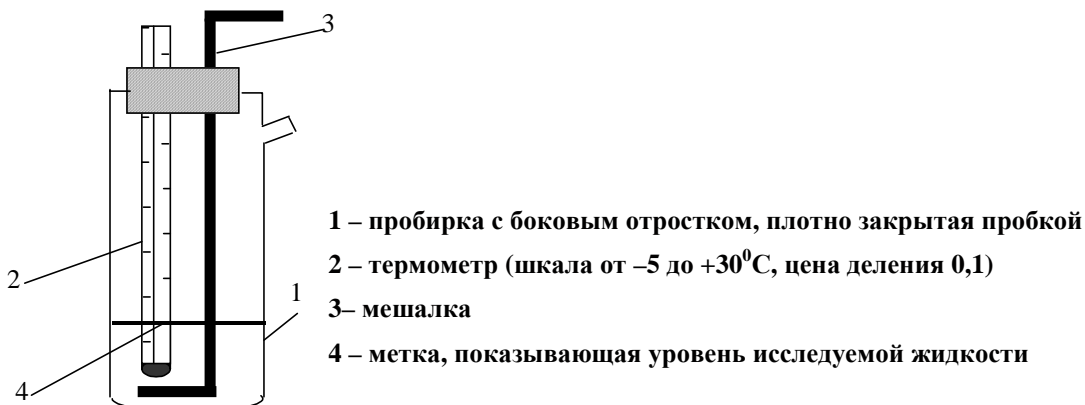 3
1 – пробирка с боковым отростком, плотно закрытая пробкой
2 – термометр (шкала от –5 до +30⁰С, цена деления 0,1)
3– мешалка
4 – метка, показывающая уровень исследуемой жидкости
2
1
4